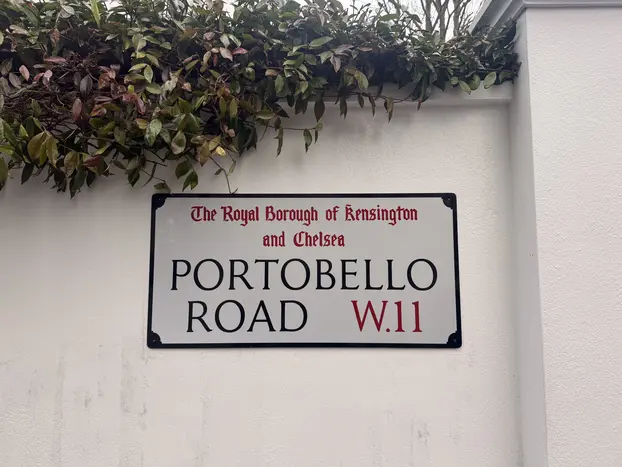 The Royal Borough of Kensington
and Chelsea
PORTOBELLO
ROAD W.11